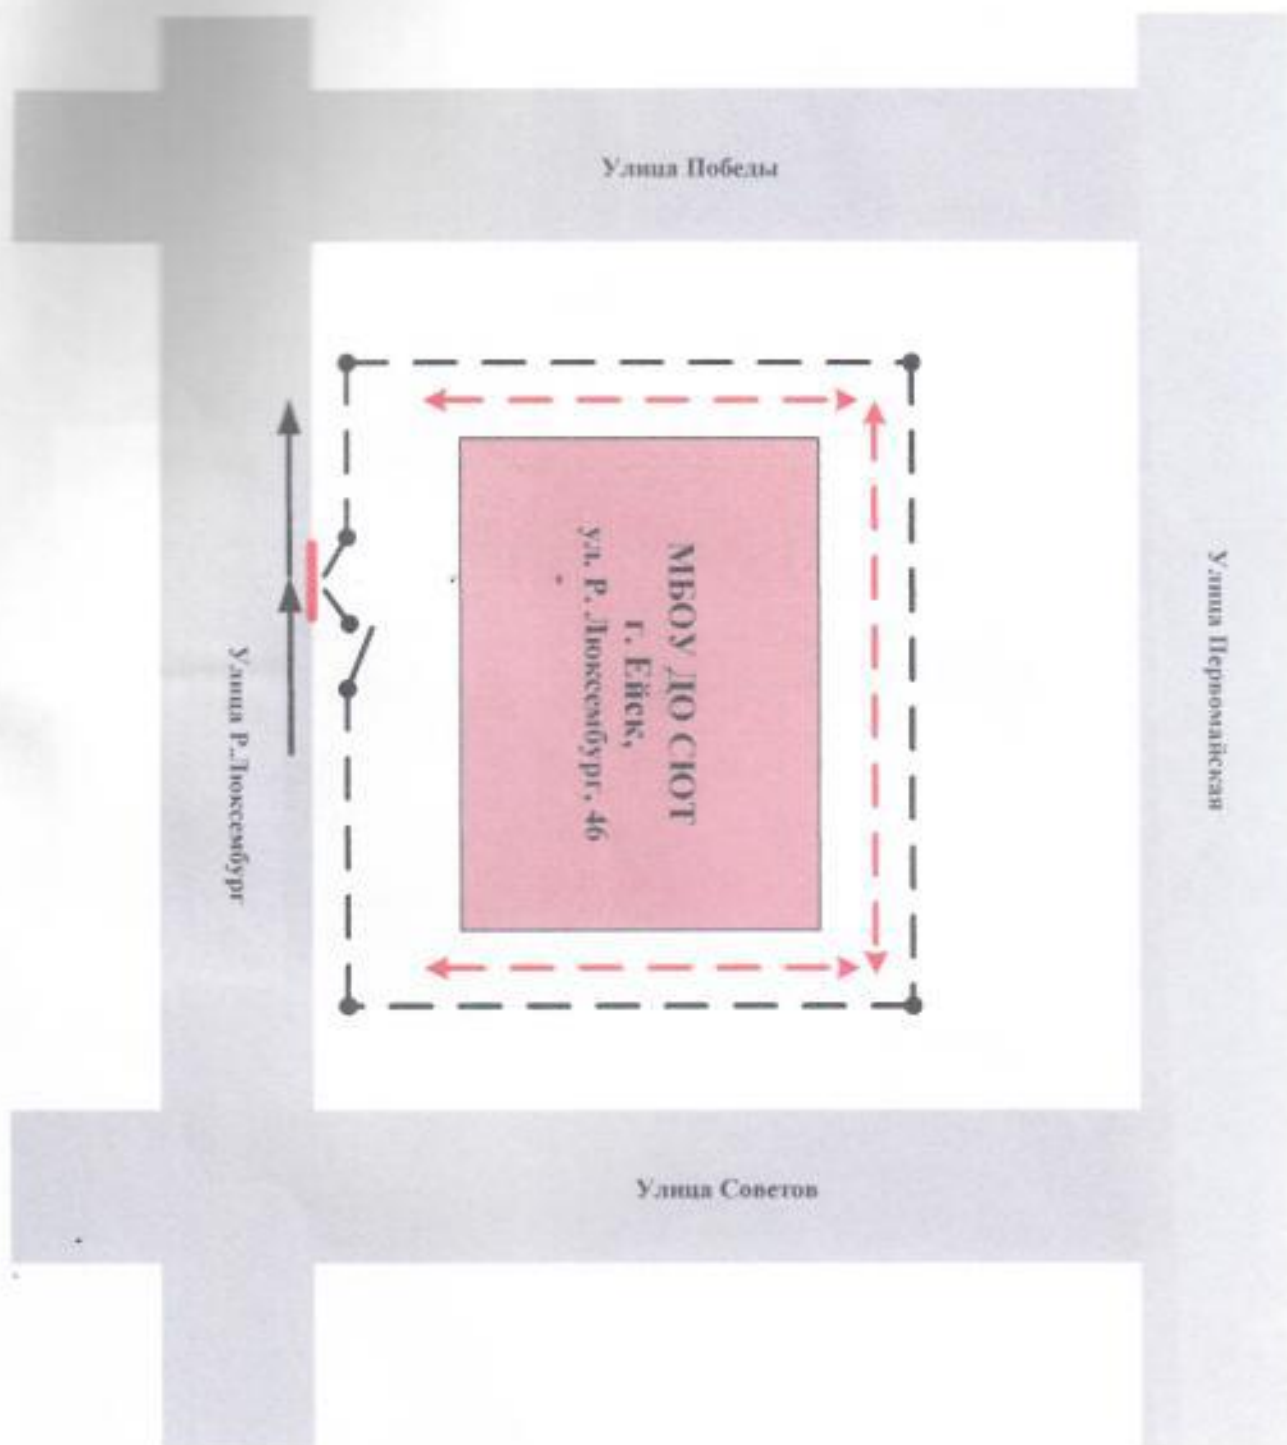 Улица Победы
МБОУ ДО СЮТ
г. Ейск,
ул. Р. Люксембург, 46
Улица Р.Люксембург
Улица Первомайская
Улица Советов